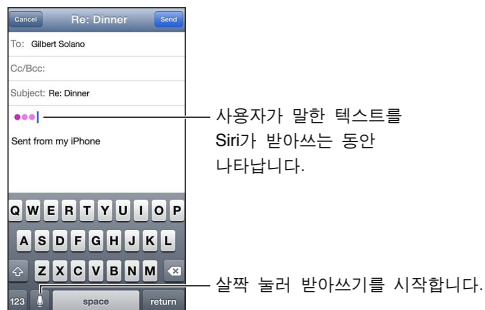 Cancel Re: Dinner Send
To: Gilbert Solano
Cc/Bcc:
Subject: Re: Dinner
사용자가 말한 텍스트를
Siri가 받아쓰는 동안
나타납니다.
Sent from my iPhone
Q W E R T Y U I O P
A S D F G H J K L
Z X C V B N M
살짝 눌러 받아쓰기를 시작합니다.
123 space return